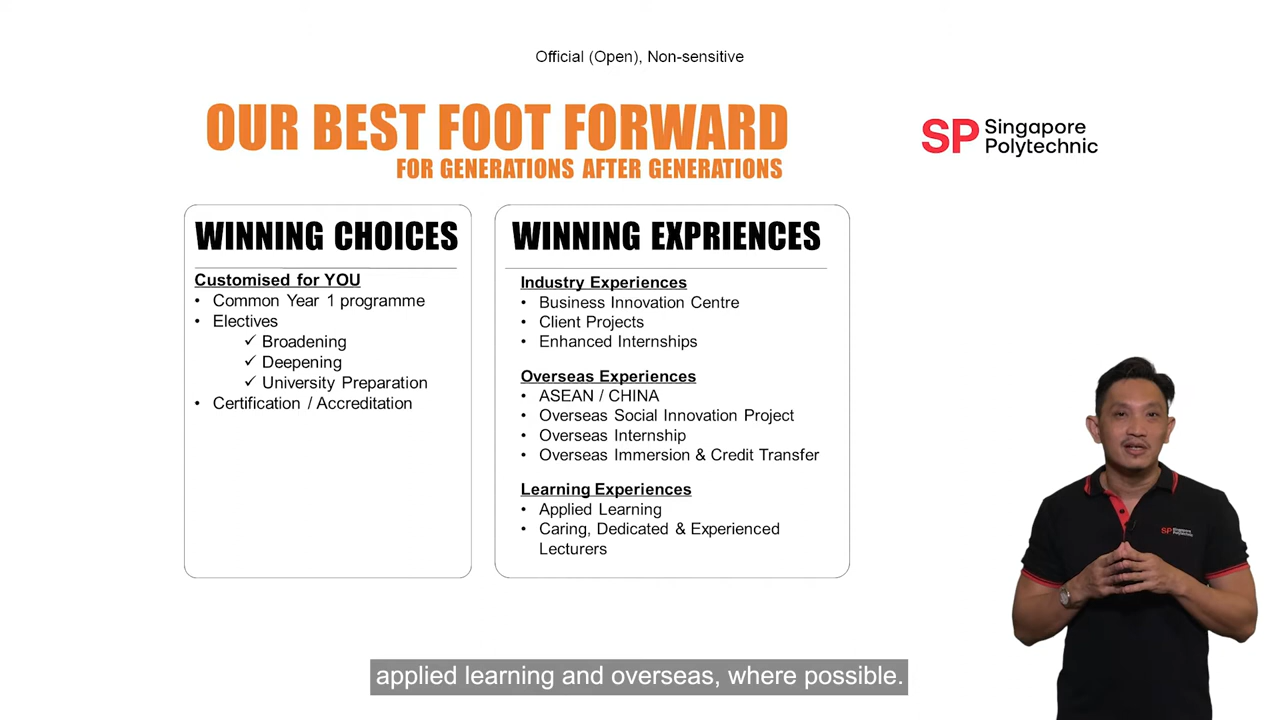 Official (Open), Non-sensitive
OUR BEST FOOT FORWARD
FOR GENERATIONS AFTER GENERATIONS
SP Singapore
Polytechnic
WINNING CHOICES
Customised for YOU
• Common Year 1 programme
• Electives
✓ Broadening
✓ Deepening
✓ University Preparation
• Certification / Accreditation
WINNING EXPRIENCES
Industry Experiences
• Business Innovation Centre
• Client Projects
• Enhanced Internships
Overseas Experiences
• ASEAN / CHINA
• Overseas Social Innovation Project
• Overseas Internship
• Overseas Immersion & Credit Transfer
Learning Experiences
• Applied Learning
• Caring, Dedicated & Experienced
Lecturers
SP Singapore
Polytechnic
applied learning and overseas, where possible.